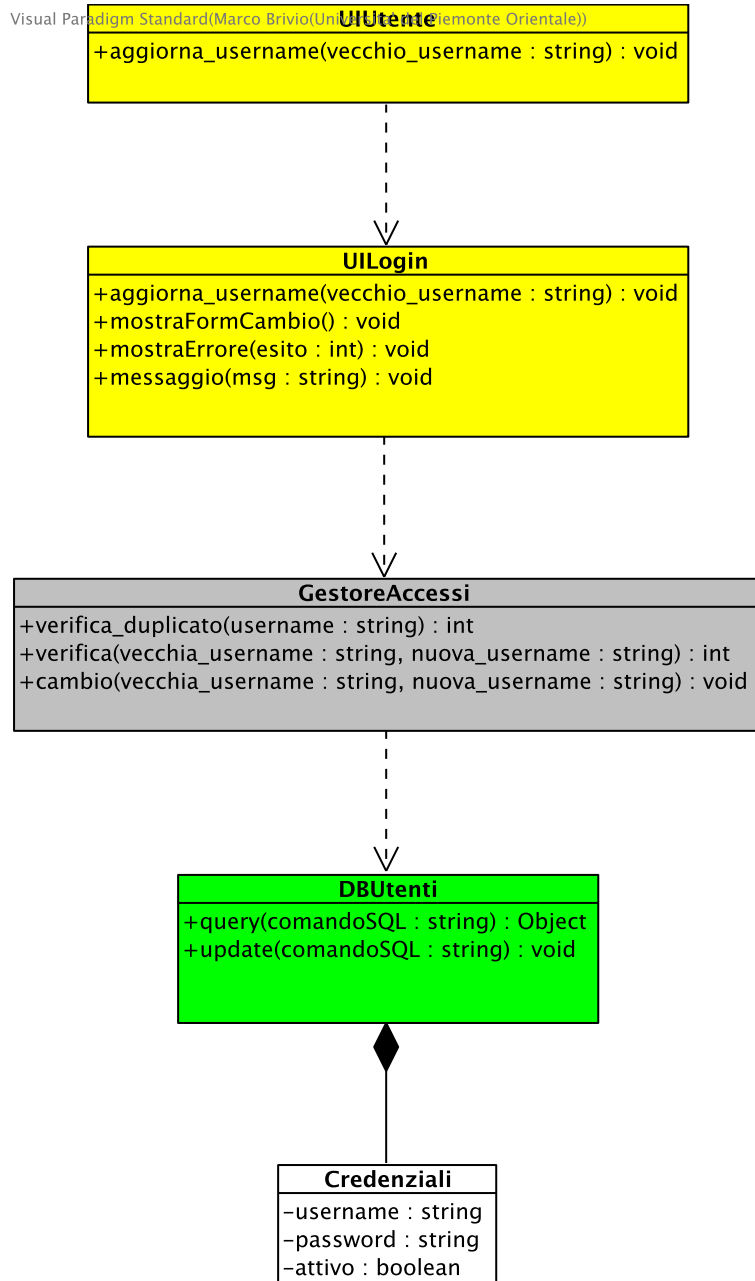 Visual Paradigm Standard(Marco Brivio(Universita' del Piemonte Orientale))
UIUtente
+aggiorna_username(vecchio_username : string) : void
UILogin
+aggiorna_username(vecchio_username : string) : void
+mostraFormCambio() : void
+mostraErrore(esito : int) : void
+messaggio(msg : string) : void
GestoreAccessi
+verifica_duplicato(username : string) : int
+verifica(vecchia_username : string, nuova_username : string) : int
+cambio(vecchia_username : string, nuova_username : string) : void
DBUtenti
+query(comandoSQL : string) : Object
+update(comandoSQL : string) : void
Credenziali
-username : string
-password : string
-attivo : boolean